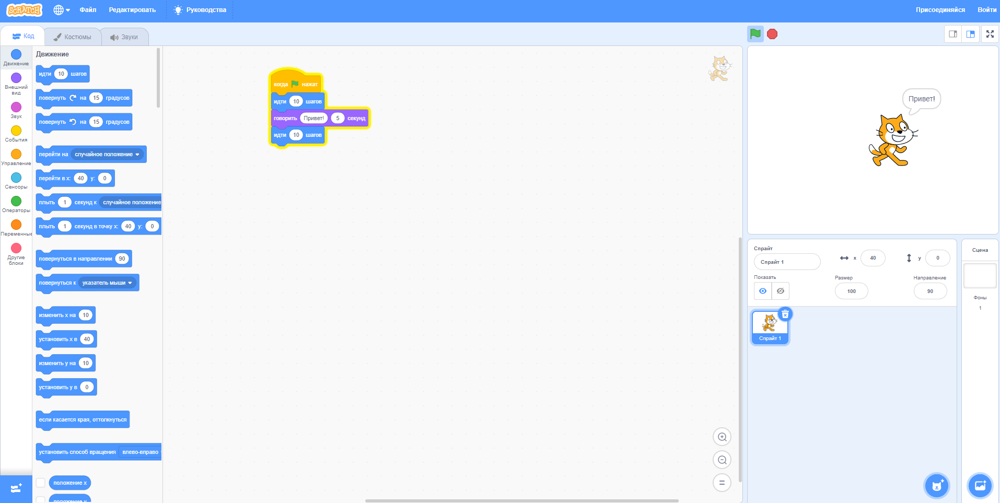 SCRATCH
Файл
Редактировать
Руководства
Присоединяйся
Войти
Код
Костюмы
Звуки
Движение
Внешний
вид
Звук
События
Управление
Сенсоры
Операторы
Переменные
Другие
блоки
Движение
идти 10 шагов
повернуть на 15 градусов
повернуть на 15 градусов
перейти на случайное положение
перейти в x: 40 y: 0
плыть 1 секунд к случайное положение
плыть 1 секунд в точку x: 40 y: 0
повернуться в направлении 90
повернуться к указатель мыши
изменить x на 10
установить x в 40
изменить y на 10
установить y в 0
если касается края, оттолкнуться
установить способ вращения влево-вправо
положение x
положение y
когда нажат
идти 10 шагов
говорить Привет! 5 секунд
идти 10 шагов
Привет!
Спрайт
Спрайт 1
x 40
y 0
Показать
Размер
100
Направление
90
Спрайт 1
Сцена
Фоны
1